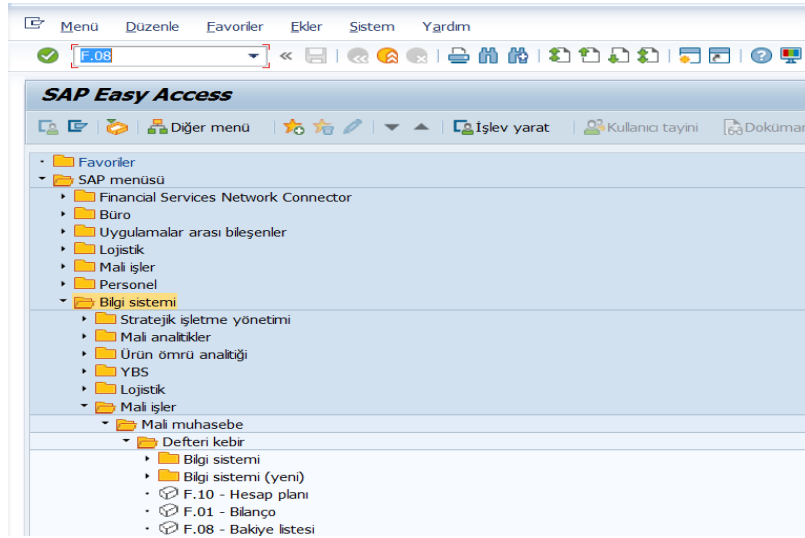 Menü Düzenle Favoriler Ekler Sistem Yardım
F.08
SAP Easy Access
Diğer menü İşlev yarat Kullanıcı tayini Doküman
Favoriler
SAP menüsü
Financial Services Network Connector
Büro
Uygulamalar arası bileşenler
Lojistik
Mali işler
Personel
Bilgi sistemi
Stratejik işletme yönetimi
Mali analitikler
Ürün ömrü analitiği
YBS
Lojistik
Mali işler
Mali muhasebe
Defteri kebir
Bilgi sistemi
Bilgi sistemi (yeni)
F.10 - Hesap planı
F.01 - Bilanço
F.08 - Bakiye listesi